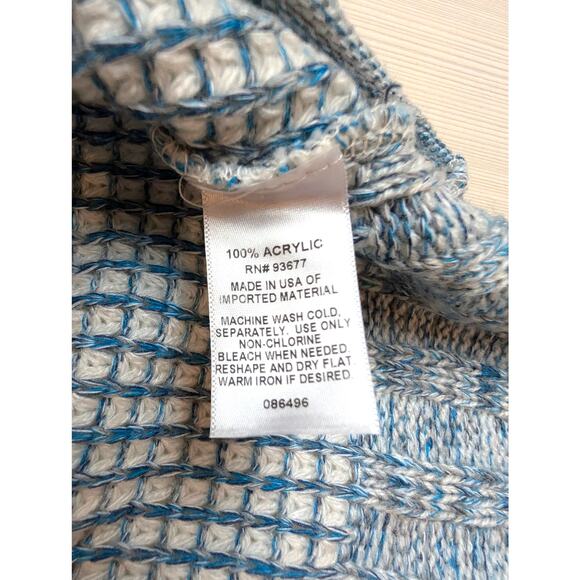 100% ACRYLIC
RN# 93677
MADE IN USA OF
IMPORTED MATERIAL
MACHINE WASH COLD,
SEPARATELY. USE ONLY
NON-CHLORINE
BLEACH WHEN NEEDED.
RESHAPE AND DRY FLAT.
WARM IRON IF DESIRED.
086496